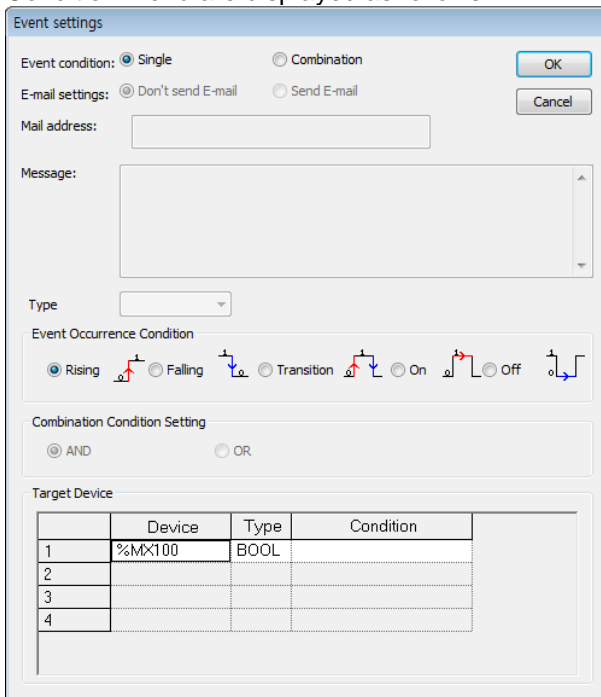 Event settings
Event condition: Single Combination OK
E-mail settings: Don't send E-mail Send E-mail Cancel
Mail address:
Message:
Type
Event Occurrence Condition
Rising 0 1 Falling 1 0 Transition 0 1 On 0 1 Off 0 1
Combination Condition Setting
AND OR
Target Device
Device Type Condition
1 %MX100 BOOL
2
3
4